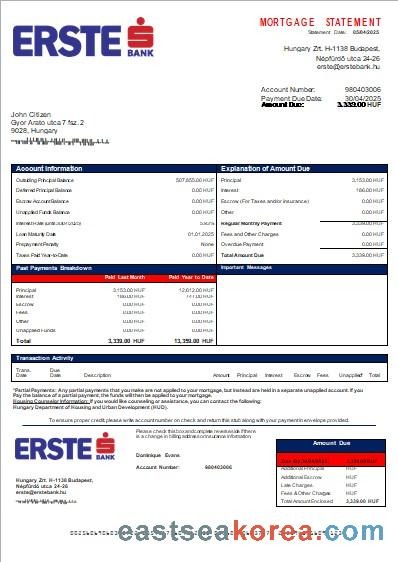 ERSTE BANK
MORTGAGE STATEMENT
Statement Date: 05/04/2025
Hungary Zrt. H-1138 Budapest,
Népfürdő utca 24-26
erste@erstebank.hu
Account Number: 980403006
Payment Due Date: 30/04/2025
Amount Due: 3,339.00 HUF
John Citizen
Gyor Arato utca 7 fsz. 2
9028, Hungary
Account Information
Outstanding Principal Balance 507,855.00 HUF
Deferred Principal Balance 0.00 HUF
Escrow Account Balance 0.00 HUF
Unapplied Funds Balance 0.00 HUF
Interest Rate
Loan Maturity Date 01.01.2025
Prepayment Penalty None
Taxes Paid Year-to-Date 0.00 HUF
Explanation of Amount Due
Principal 3,153.00 HUF
Interest 186.00 HUF
Escrow (For Taxes and/or Insurance) 0.00 HUF
Other 0.00 HUF
Regular Monthly Payment 3,339.00 HUF
Fees and Other Charges 0.00 HUF
Overdue Payment 0.00 HUF
Total Amount Due 3,339.00 HUF
Past Payments Breakdown
Paid Last Month Paid Year to Date
Principal 3,153.00 HUF 12,612.00 HUF
Interest 186.00 HUF 747.00 HUF
Escrow 0.00 HUF 0.00 HUF
Fees 0.00 HUF 0.00 HUF
Other 0.00 HUF 0.00 HUF
Unapplied Funds 0.00 HUF 0.00 HUF
Total 3,339.00 HUF 13,359.00 HUF
Important Messages
Transaction Activity
Trans. Date Due Date Description Amount Principal Interest Escrow Fees Unapplied Total
*Partial Payments: Any partial payments that you make are not applied to your mortgage, but instead are held in a separate unapplied account. If you
Pay the balance of a partial payment, the funds will then be applied to your mortgage.
Housing Counselor Information: If you would like counseling or assistance, you can contact the following:
Hungary Department of Housing and Urban Development (HUD).
To ensure proper credit please write account number on check and return this stub along with your payment in envelope provided.
ERSTE BANK
Please check this box and complete reverse side if there
is a change in billing address or insurance information.
Dominique Evans
Account Number: 980403006
Hungary Zrt. H-1138 Budapest,
Népfürdő utca 24-26
erste@erstebank.hu
Amount Due
Additional Principal HUF
Additional Escrow HUF
Late Charges HUF
Fees & Other Charges HUF
Total Amount Enclosed 3,339.00 HUF
eastseakorea.com